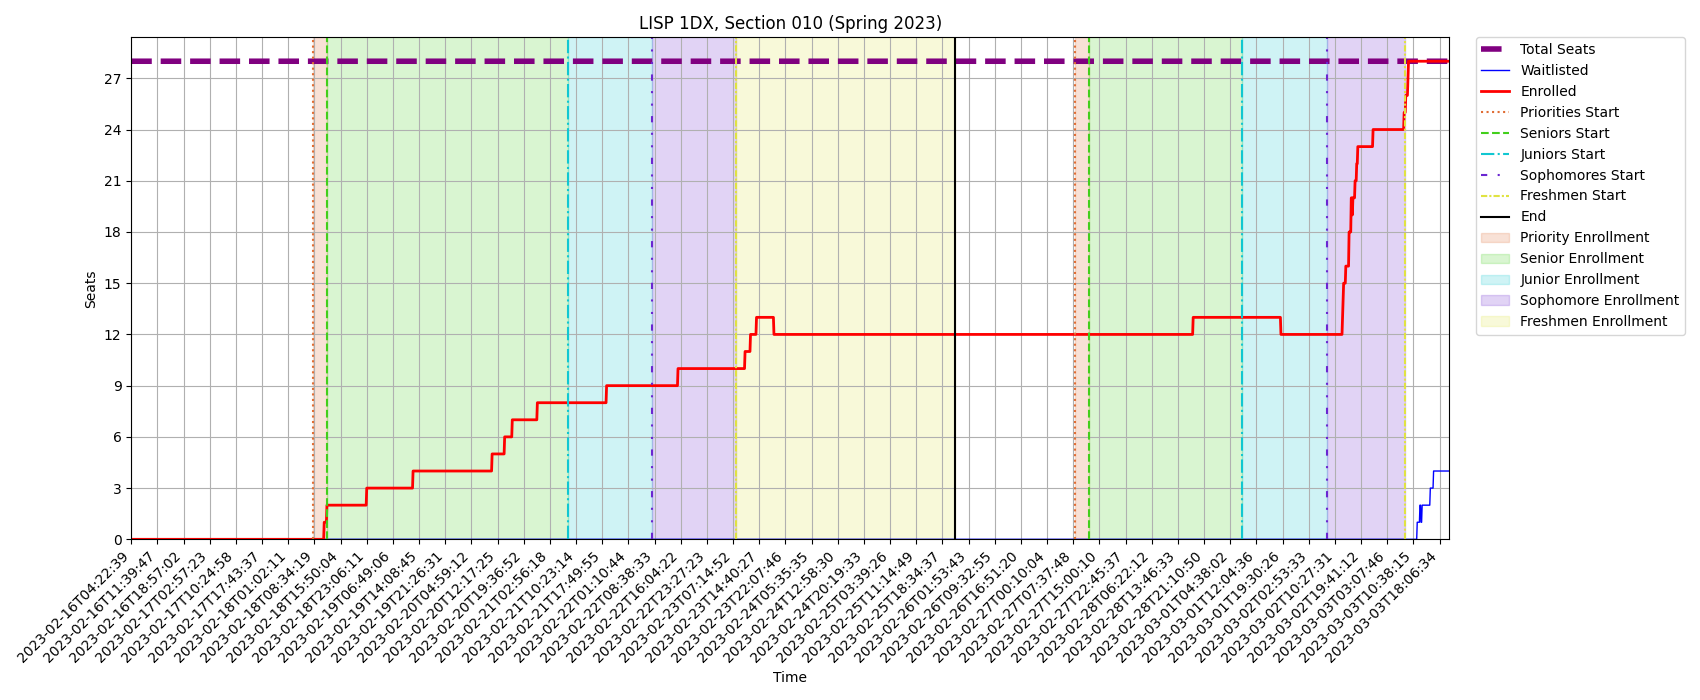 LISP 1DX, Section 010 (Spring 2023)
Total Seats
Waitlisted
Enrolled
Priorities Start
Seniors Start
Juniors Start
Sophomores Start
Freshmen Start
End
Priority Enrollment
Senior Enrollment
Junior Enrollment
Sophomore Enrollment
Freshmen Enrollment
Seats
27
24
21
18
15
12
9
6
3
0
2023-02-16T04:22:39
2023-02-16T11:39:47
2023-02-16T18:57:02
2023-02-17T02:57:23
2023-02-17T10:24:58
2023-02-17T17:43:37
2023-02-18T01:02:11
2023-02-18T08:34:19
2023-02-18T15:50:04
2023-02-18T23:06:11
2023-02-19T06:49:06
2023-02-19T14:08:45
2023-02-19T21:26:31
2023-02-20T04:59:12
2023-02-20T12:17:25
2023-02-20T19:36:52
2023-02-21T02:56:18
2023-02-21T10:23:14
2023-02-21T17:49:55
2023-02-22T01:10:44
2023-02-22T08:38:33
2023-02-22T16:04:22
2023-02-22T23:27:23
2023-02-23T07:14:52
2023-02-23T14:40:27
2023-02-23T22:07:46
2023-02-24T05:35:35
2023-02-24T12:58:30
2023-02-24T20:19:33
2023-02-25T03:39:26
2023-02-25T11:14:49
2023-02-25T18:34:37
2023-02-26T01:53:43
2023-02-26T09:32:55
2023-02-26T16:51:20
2023-02-27T00:10:04
2023-02-27T07:37:48
2023-02-27T15:00:10
2023-02-27T22:45:37
2023-02-28T06:22:12
2023-02-28T13:46:33
2023-02-28T21:10:50
2023-03-01T04:38:02
2023-03-01T12:04:36
2023-03-01T19:30:26
2023-03-02T02:53:33
2023-03-02T10:27:31
2023-03-02T19:41:12
2023-03-03T03:07:46
2023-03-03T10:38:15
2023-03-03T18:06:34
Time